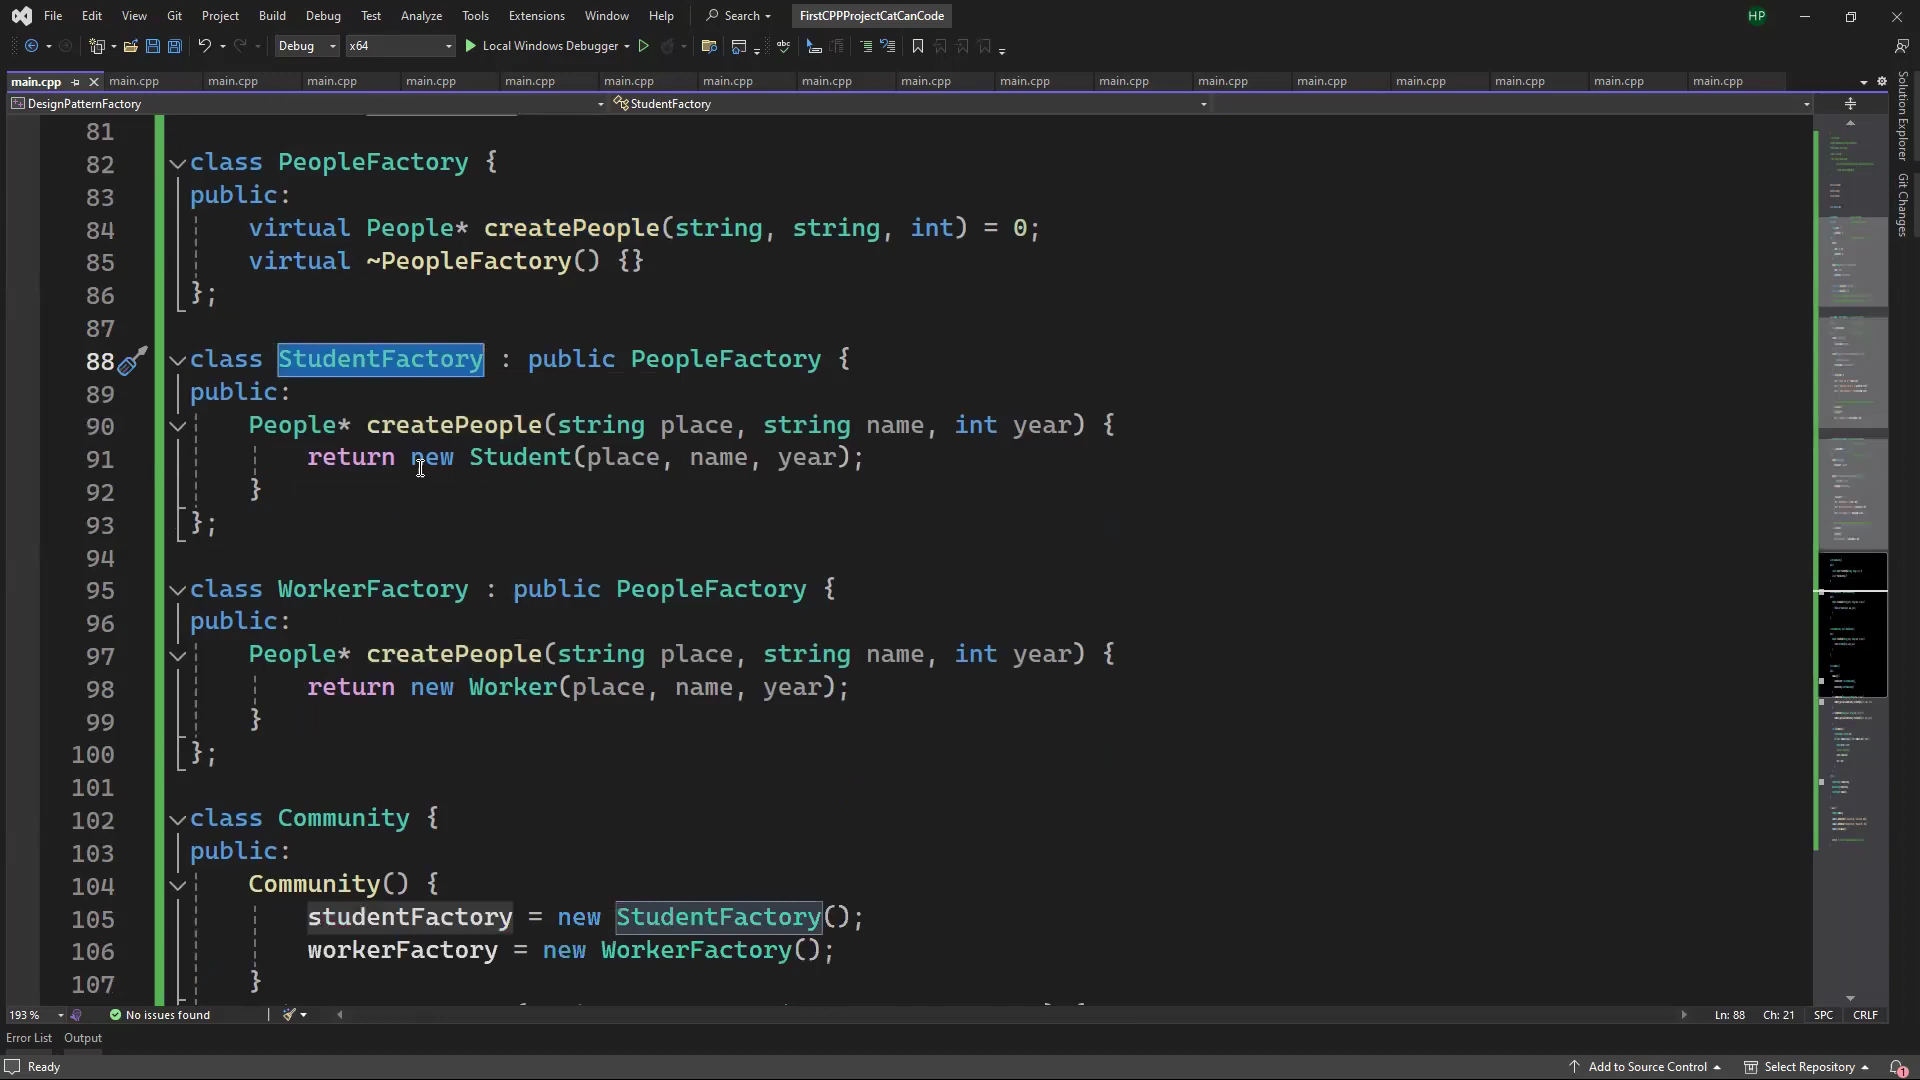 File Edit View Git Project Build Debug Test Analyze Tools Extensions Window Help Search FirstCPPProjectCatCanCode HP
Debug x64 Local Windows Debugger
main.cpp main.cpp main.cpp main.cpp main.cpp main.cpp main.cpp main.cpp main.cpp main.cpp main.cpp main.cpp main.cpp main.cpp main.cpp main.cpp main.cpp main.cpp
DesignPatternFactory StudentFactory
81
82 class PeopleFactory {
83 public:
84 virtual People* createPeople(string, string, int) = 0;
85 virtual ~PeopleFactory() {}
86 };
87
88 class StudentFactory : public PeopleFactory {
89 public:
90 People* createPeople(string place, string name, int year) {
91 return new Student(place, name, year);
92 }
93 };
94
95 class WorkerFactory : public PeopleFactory {
96 public:
97 People* createPeople(string place, string name, int year) {
98 return new Worker(place, name, year);
99 }
100 };
101
102 class Community {
103 public:
104 Community() {
105 studentFactory = new StudentFactory();
106 workerFactory = new WorkerFactory();
107 }
Solution Explorer
Git Changes
193 % No issues found Ln: 88 Ch: 21 SPC CRLF
Error List Output
Ready Add to Source Control Select Repository 1